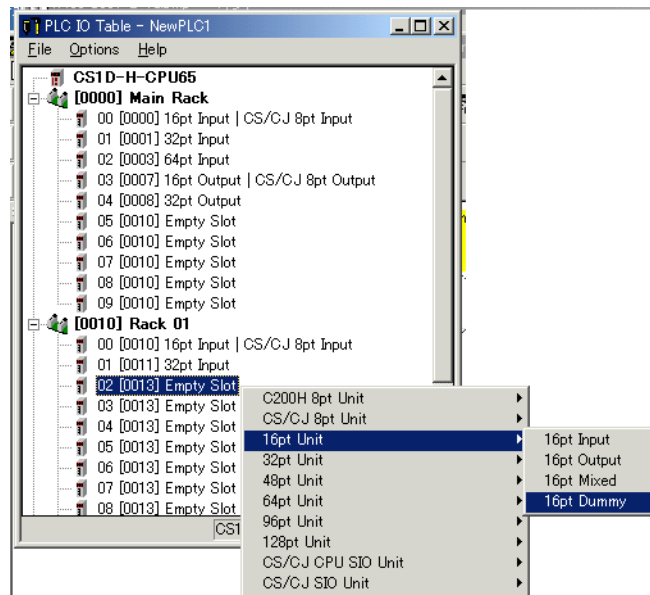 PLC IO Table - NewPLC1
File Options Help
CS1D-H-CPU65
[0000] Main Rack
00 [0000] 16pt Input | CS/CJ 8pt Input
01 [0001] 32pt Input
02 [0003] 64pt Input
03 [0007] 16pt Output | CS/CJ 8pt Output
04 [0008] 32pt Output
05 [0010] Empty Slot
06 [0010] Empty Slot
07 [0010] Empty Slot
08 [0010] Empty Slot
09 [0010] Empty Slot
[0010] Rack 01
00 [0010] 16pt Input | CS/CJ 8pt Input
01 [0011] 32pt Input
02 [0013] Empty Slot
03 [0013] Empty Slot
04 [0013] Empty Slot
05 [0013] Empty Slot
06 [0013] Empty Slot
07 [0013] Empty Slot
08 [0013] Empty Slot
CS1
C200H 8pt Unit
CS/CJ 8pt Unit
16pt Unit
32pt Unit
48pt Unit
64pt Unit
96pt Unit
128pt Unit
CS/CJ CPU SIO Unit
CS/CJ SIO Unit
16pt Input
16pt Output
16pt Mixed
16pt Dummy